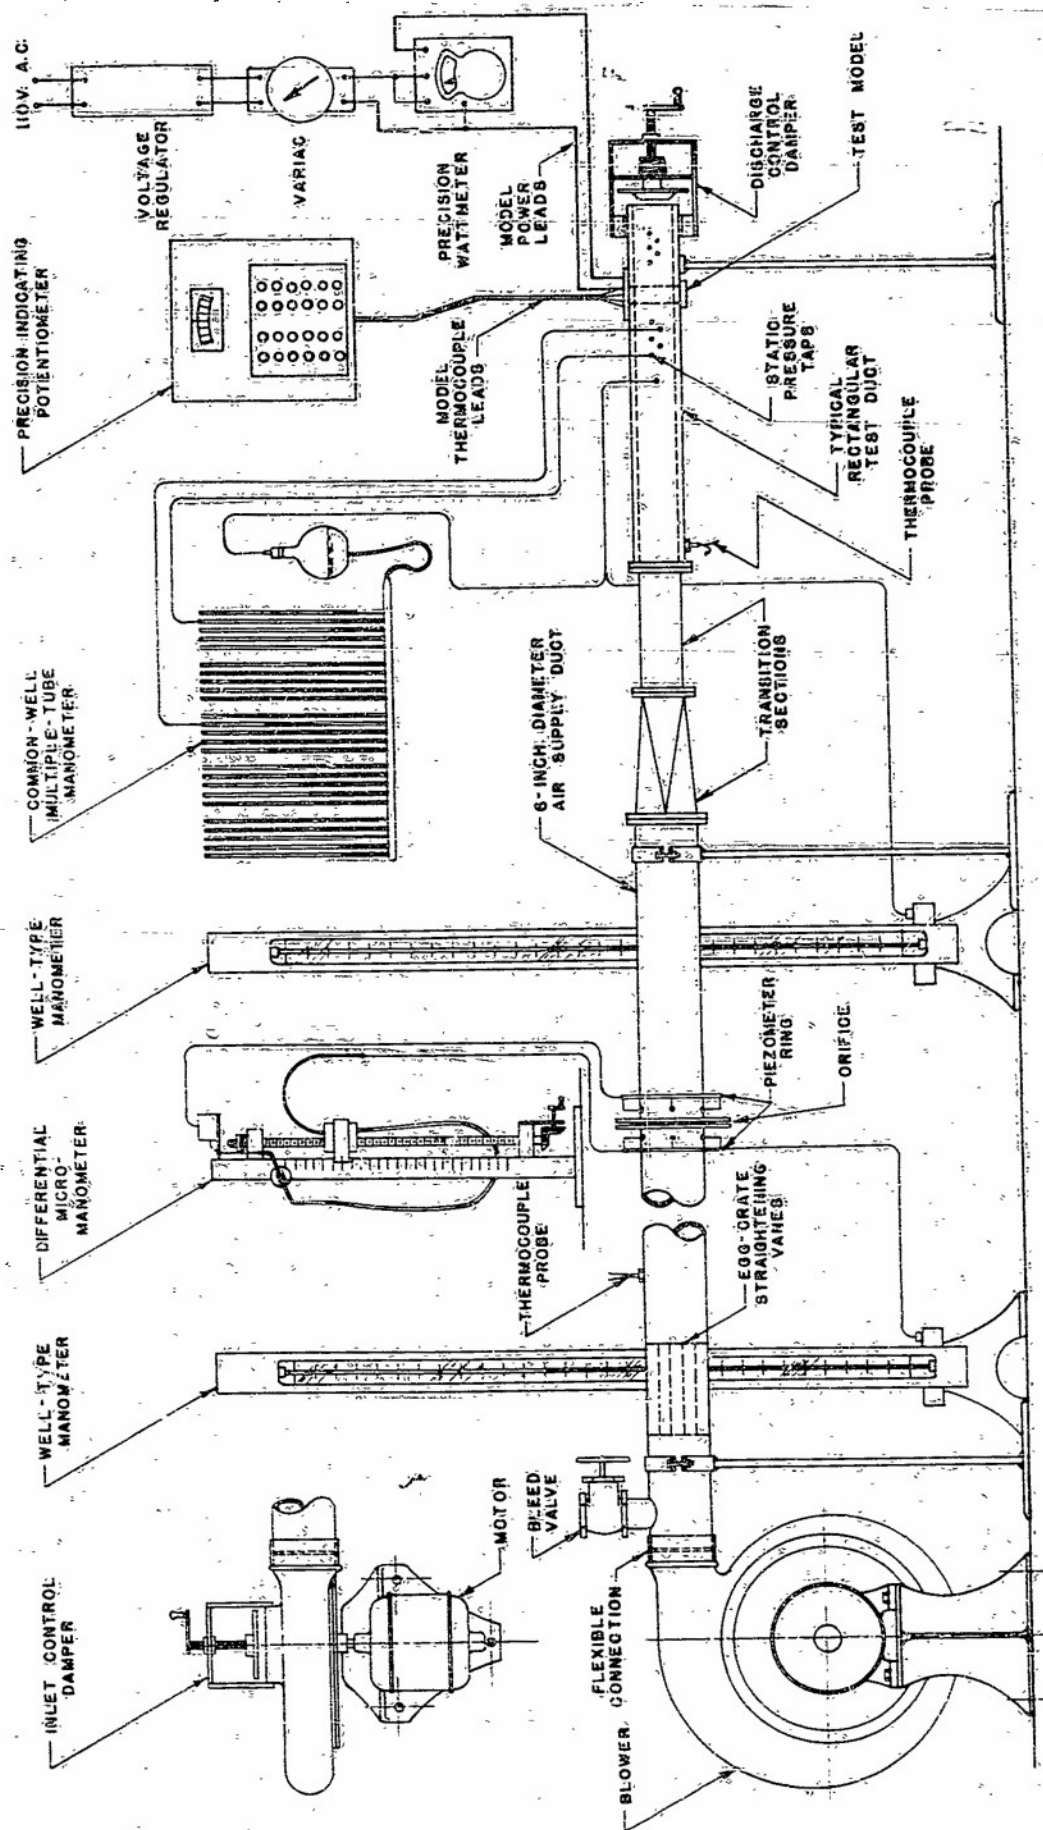 INLET CONTROL
DAMPER
WELL-TYPE
MANOMETER
DIFFERENTIAL
MICRO-
MANOMETER
WELL-TYPE
MANOMETER
COMMON-WELL
MULTIPLE-TUBE
MANOMETER
PRECISION INDICATING
POTENTIOMETER
110 V. A.C.
VOLTAGE
REGULATOR
VARIAC
PRECISION
WATTMETER
MODEL
POWER
LEADS
MODEL
THERMOCOUPLE
LEADS
MOTOR
BLEED
VALVE
THERMOCOUPLE
PROBE
6-INCH DIAMETER
AIR SUPPLY DUCT
FLEXIBLE
CONNECTION
BLOWER
EGG-CRATE
STRAIGHTENING
VANES
PIEZOMETER
RING
ORIFICE
TRANSITION
SECTIONS
THERMOCOUPLE
PROBE
TYPICAL
RECTANGULAR
TEST DUCT
STATIC
PRESSURE
TAPS
DISCHARGE
CONTROL
DAMPER
TEST MODEL